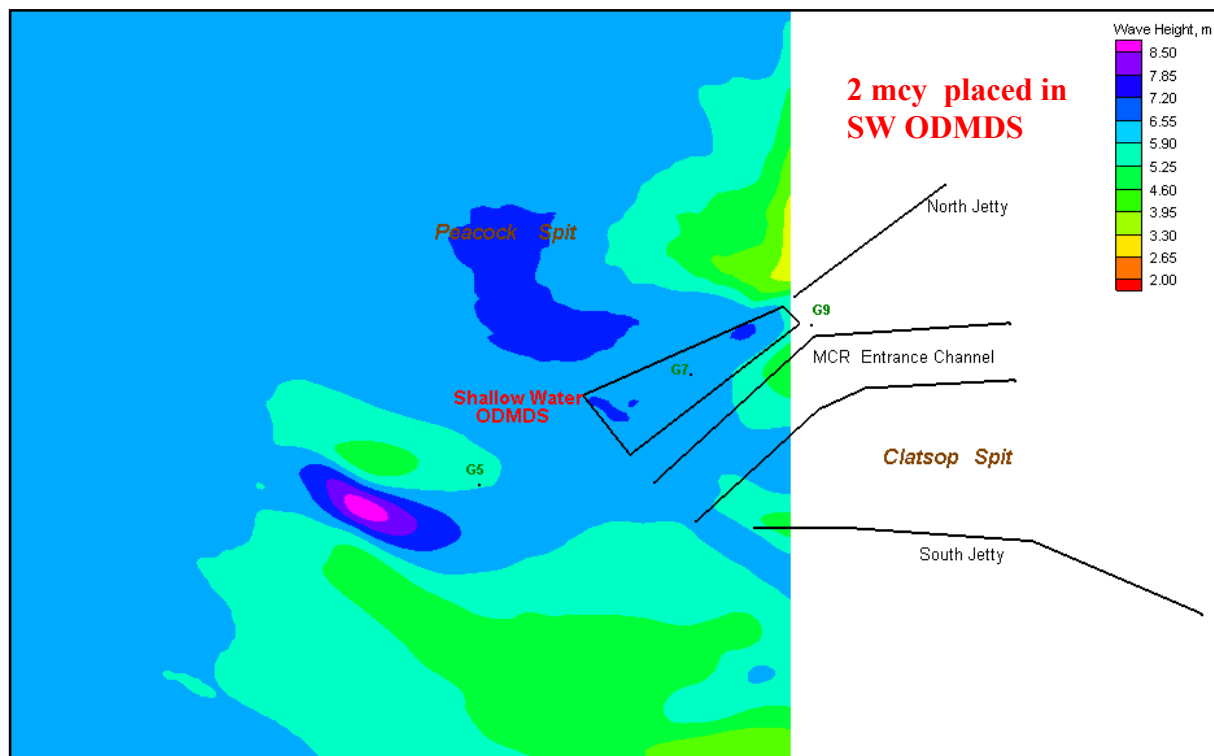 Wave Height, m
8.50
7.85
7.20
6.55
5.90
5.25
4.60
3.95
3.30
2.65
2.00
2 mcy placed in
SW ODMDS
North Jetty
Peacock Spit
G9
MCR Entrance Channel
G7
Shallow Water
ODMDS
Clatsop Spit
G5
South Jetty